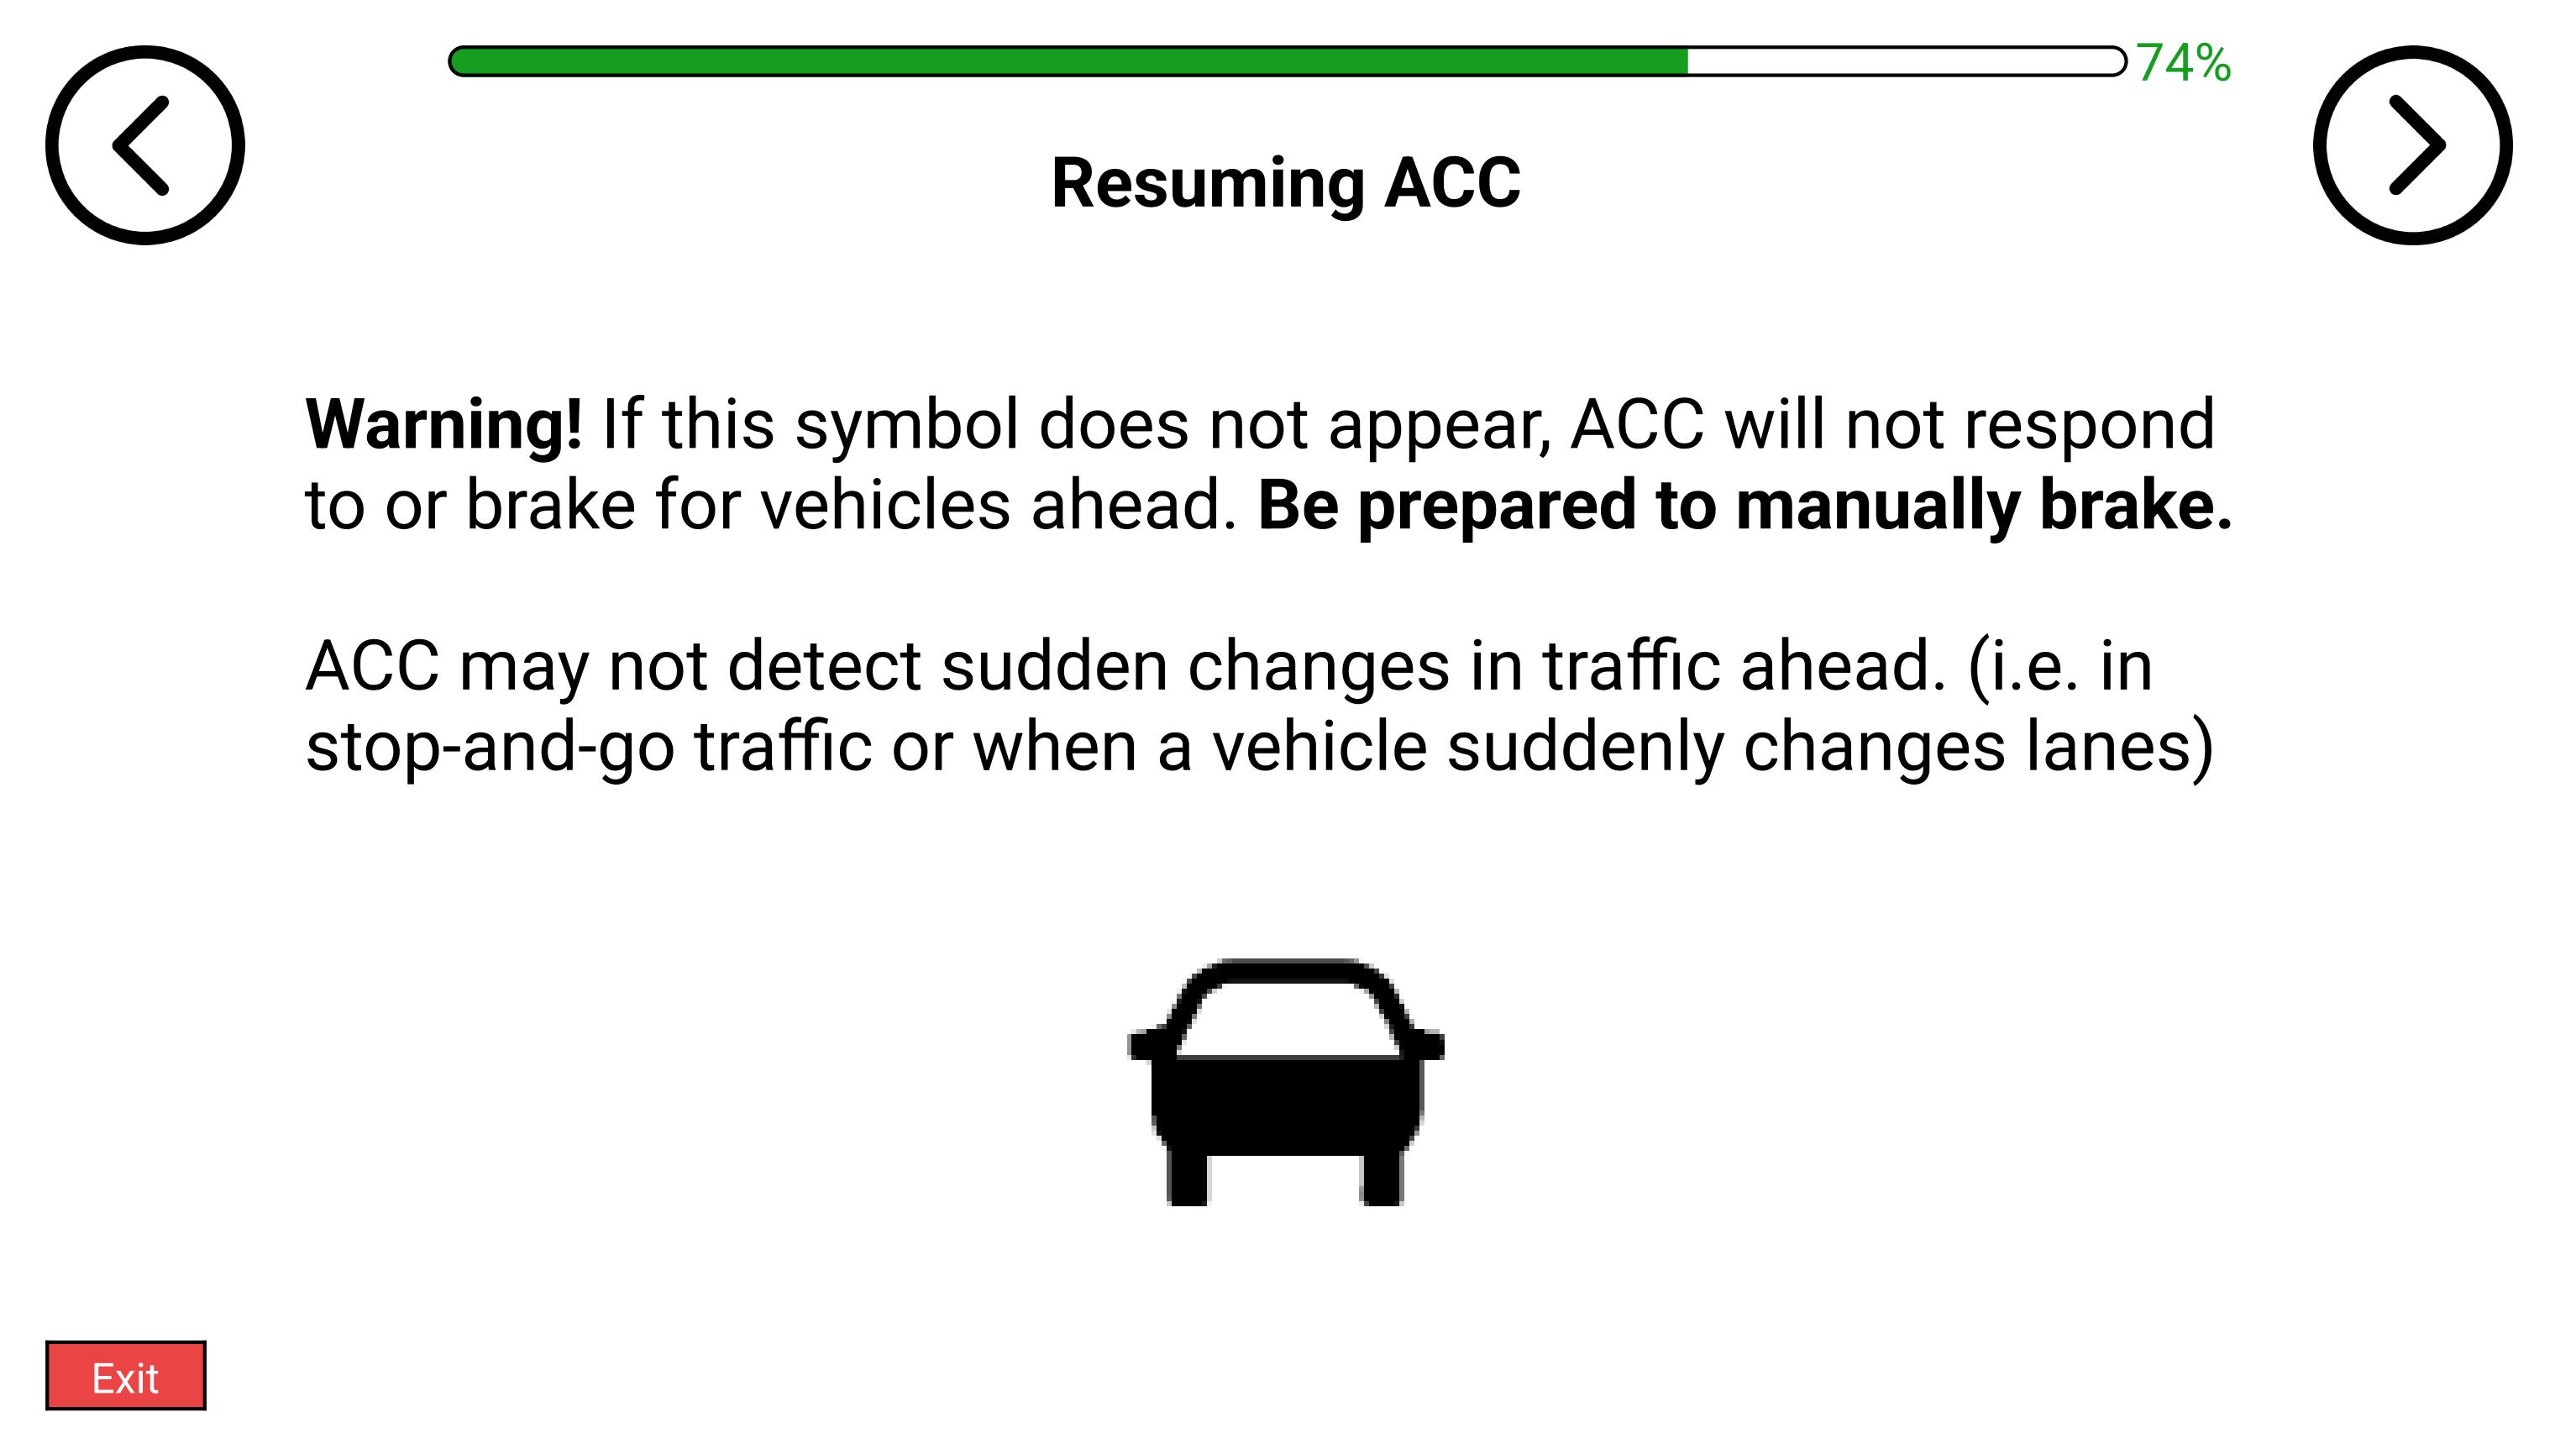 74%
Resuming ACC
Warning! If this symbol does not appear, ACC will not respond
to or brake for vehicles ahead. Be prepared to manually brake.
ACC may not detect sudden changes in traffic ahead. (i.e. in
stop-and-go traffic or when a vehicle suddenly changes lanes)
Exit